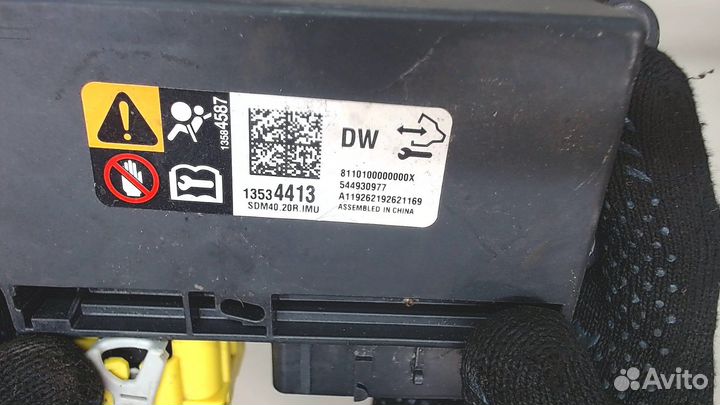 13584587
13534413
SDM40.20R.IMU
DW
8110100000000X
544930977
A119262192621169
ASSEMBLED IN CHINA
Avito